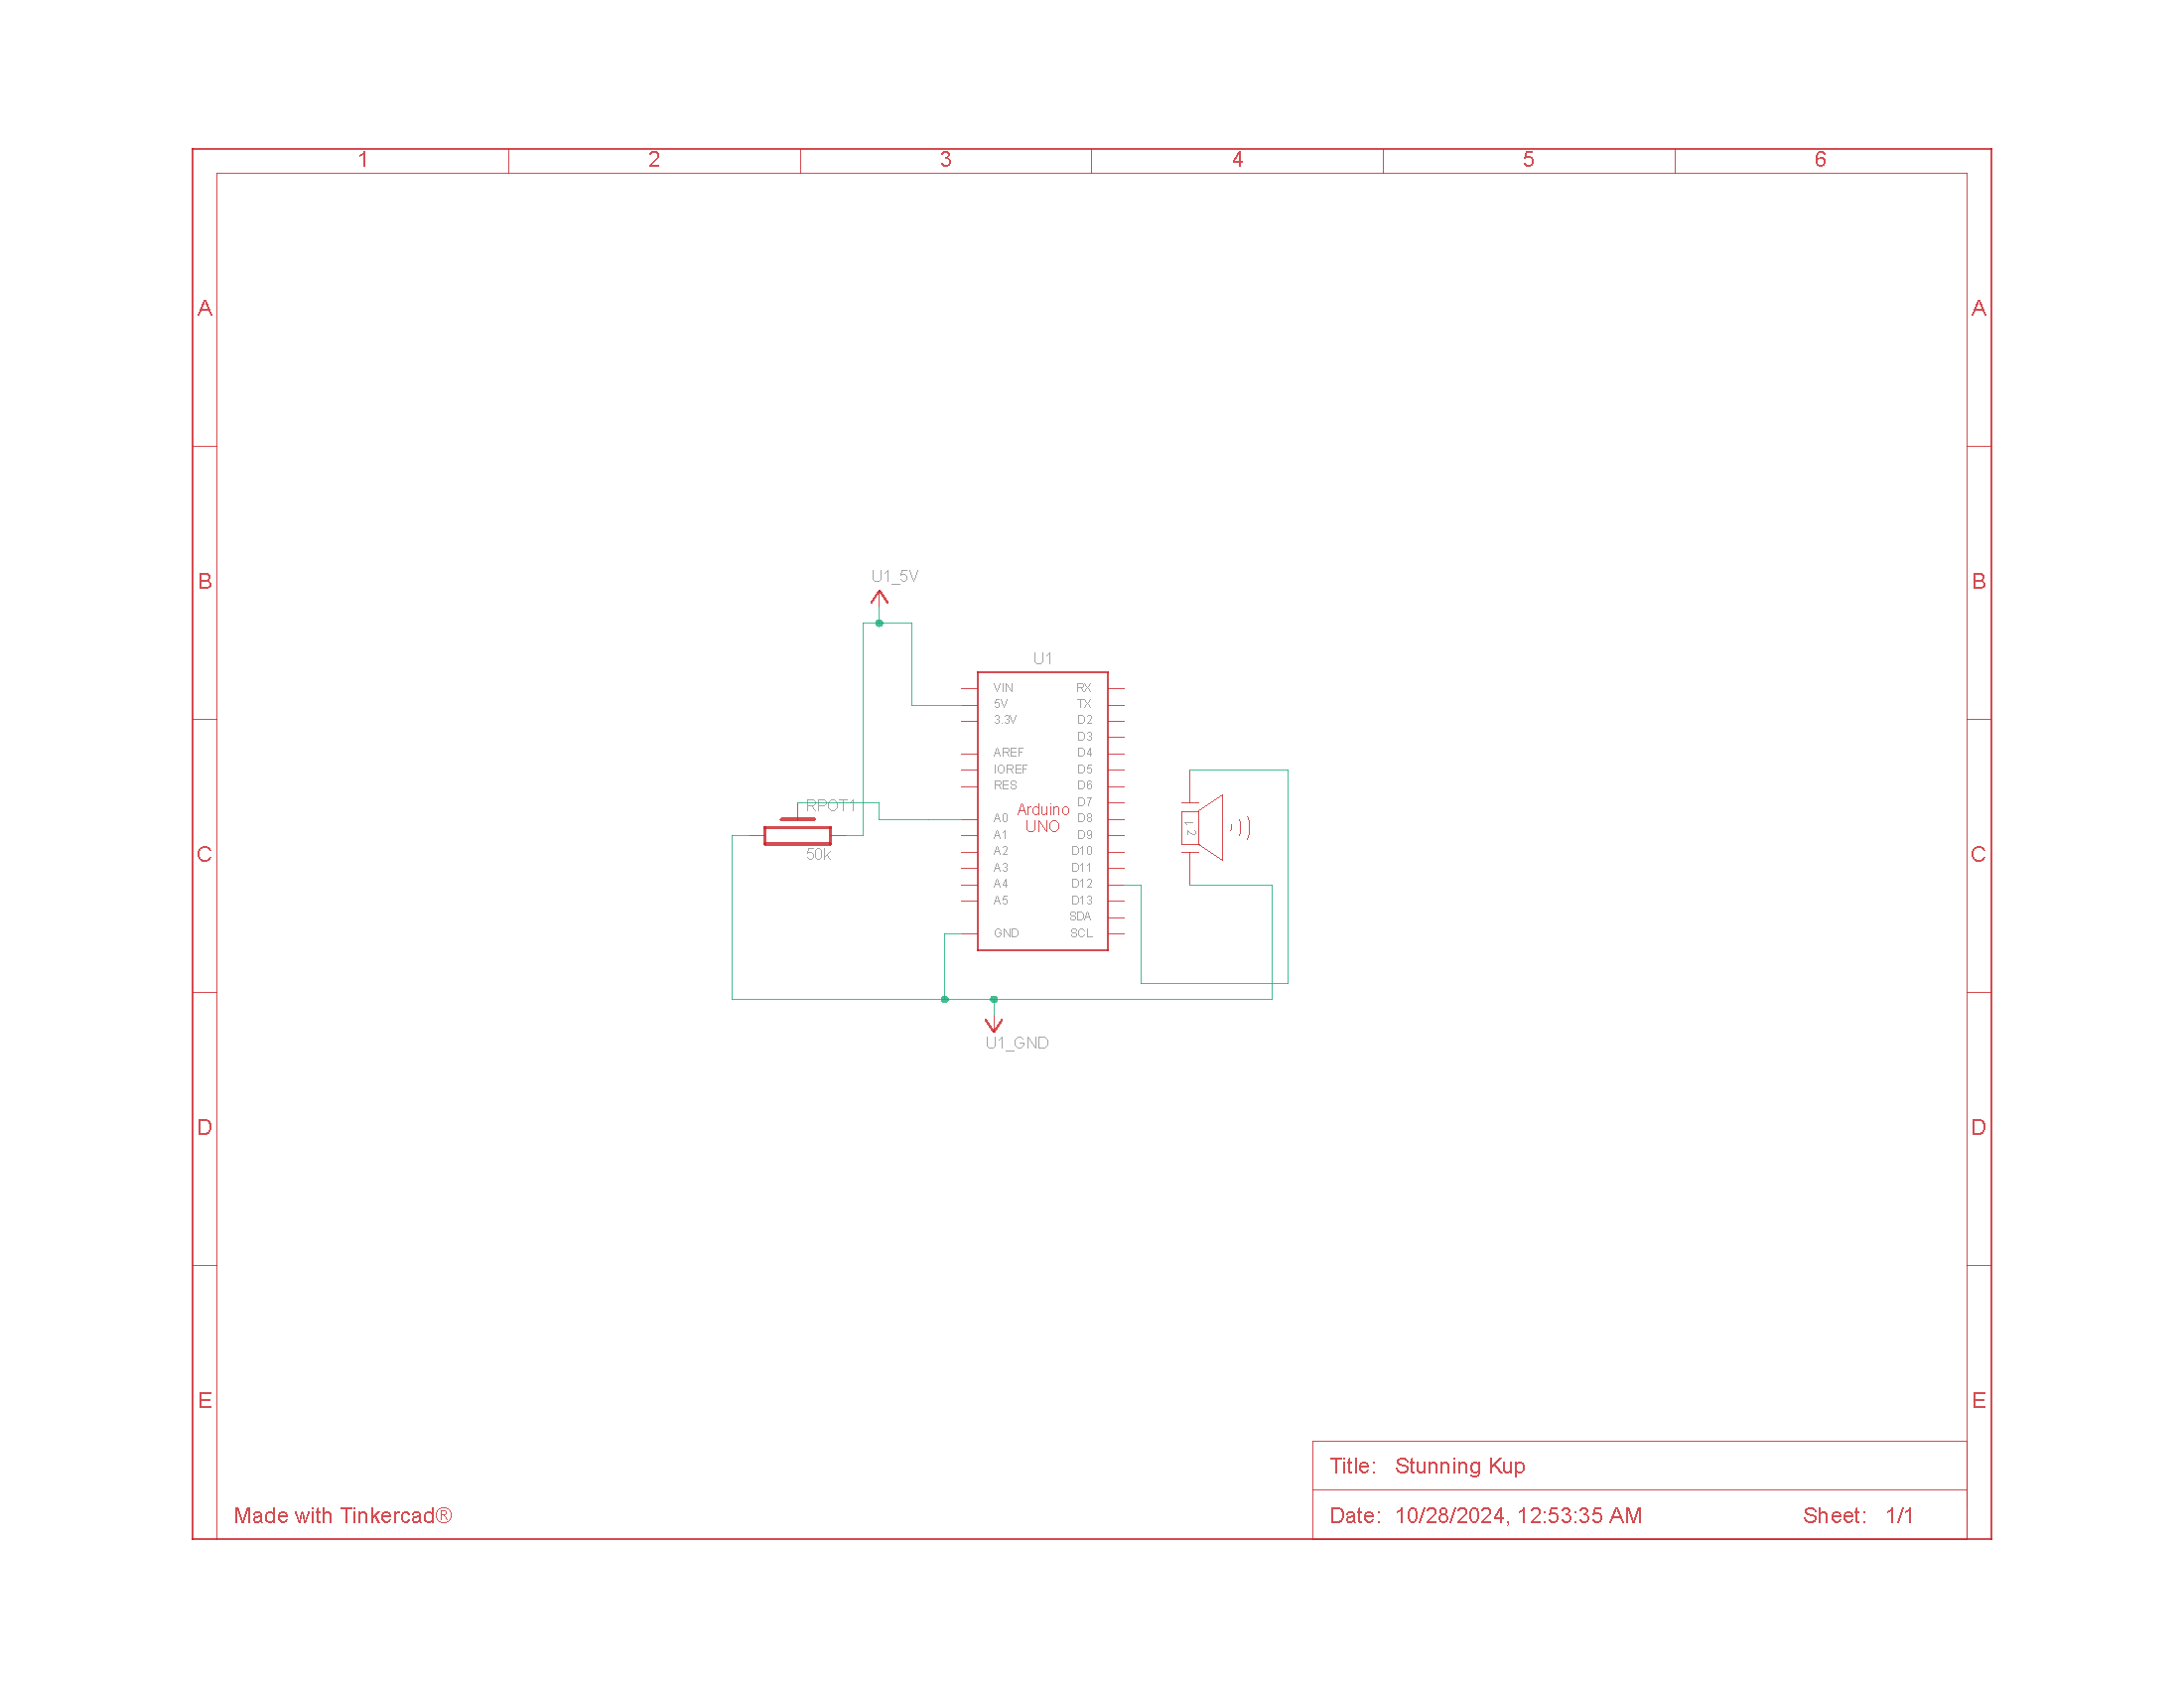 1 2 3 4 5 6
A A
B B
U1_5V
U1
VIN RX
5V TX
3.3V D2
D3
AREF D4
IOREF D5
RES D6
RPOT1 D7
Arduino
A0 D8
UNO
A1 D9
1 2
C 50k A2 D10 C
A3 D11
A4 D12
A5 D13
SDA
GND SCL
U1_GND
D D
E E
Title: Stunning Kup
Made with Tinkercad®
Date: 10/28/2024, 12:53:35 AM Sheet: 1/1